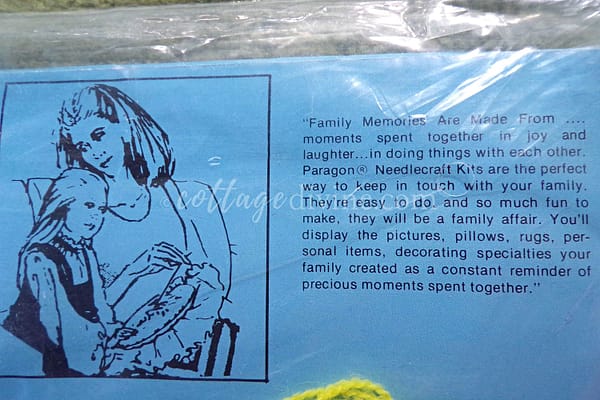 "Family Memories Are Made From ....
moments spent together in joy and
laughter...in doing things with each other.
Paragon® Needlecraft Kits are the perfect
way to keep in touch with your family.
they're easy to do. and so much fun to
make, they will be a family affair. You'll
display the pictures, pillows, rugs, per-
sonal items, decorating specialties your
family created as a constant reminder of
precious moments spent together."